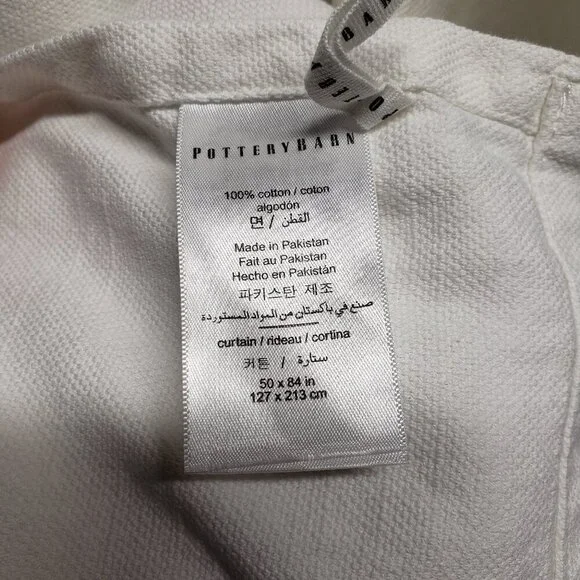 POTTERY BARN
100% cotton / coton
algodón
면 / القطن
Made in Pakistan
Fait au Pakistan
Hecho en Pakistán
파키스탄 제조
صنع في باكستان من المواد المستوردة
curtain / rideau / cortina
커튼 / ستارة
50 x 84 in
127 x 213 cm